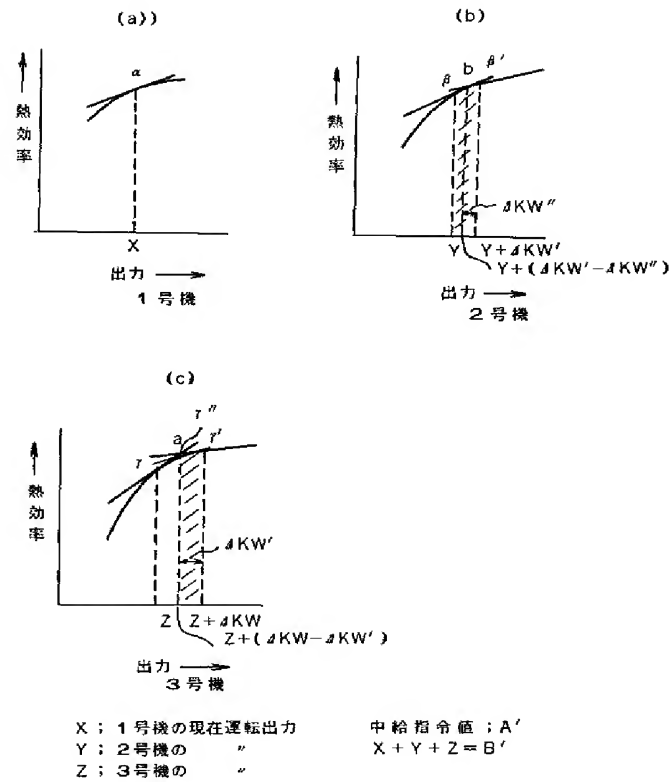 (a))
熱効率
α
X
出力
1号機
(b)
熱効率
β b β′
ΔKW″
Y Y+ΔKW′
Y+(ΔKW′−ΔKW″)
出力
2号機
(c)
熱効率
γ″
γ a γ′
ΔKW′
Z Z+ΔKW
Z+(ΔKW−ΔKW′)
出力
3号機
X; 1号機の現在運転出力 中給指令値;A′
Y; 2号機の 〃 X+Y+Z=B′
Z; 3号機の 〃